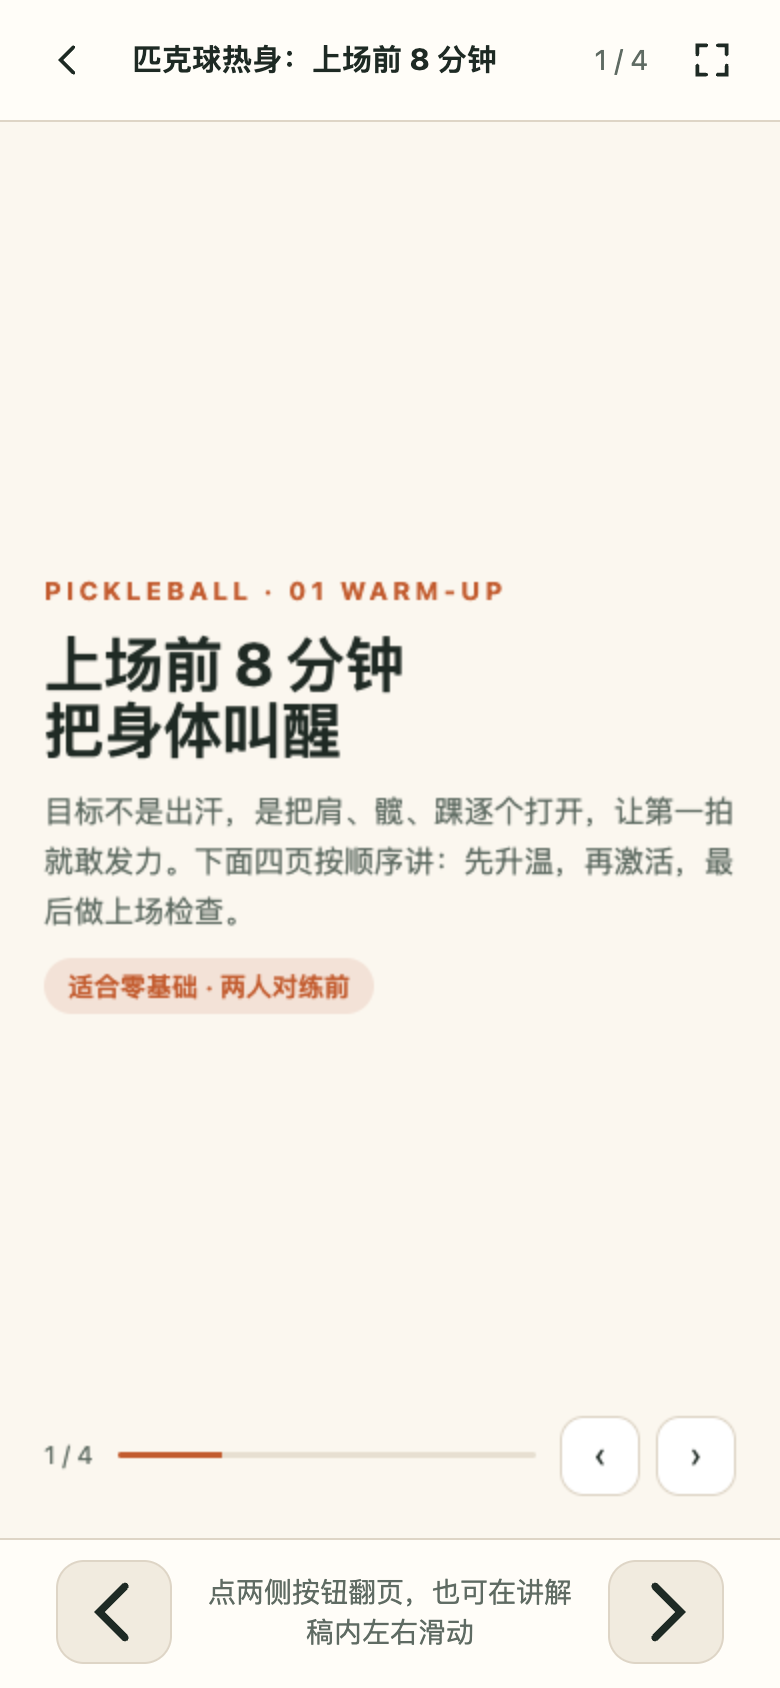 匹克球热身：上场前 8 分钟
1 / 4
PICKLEBALL · 01 WARM-UP
上场前 8 分钟
把身体叫醒
目标不是出汗，是把肩、髋、踝逐个打开，让第一拍
就敢发力。下面四页按顺序讲：先升温，再激活，最
后做上场检查。
适合零基础 · 两人对练前
1 / 4
‹ ›
点两侧按钮翻页，也可在讲解
稿内左右滑动